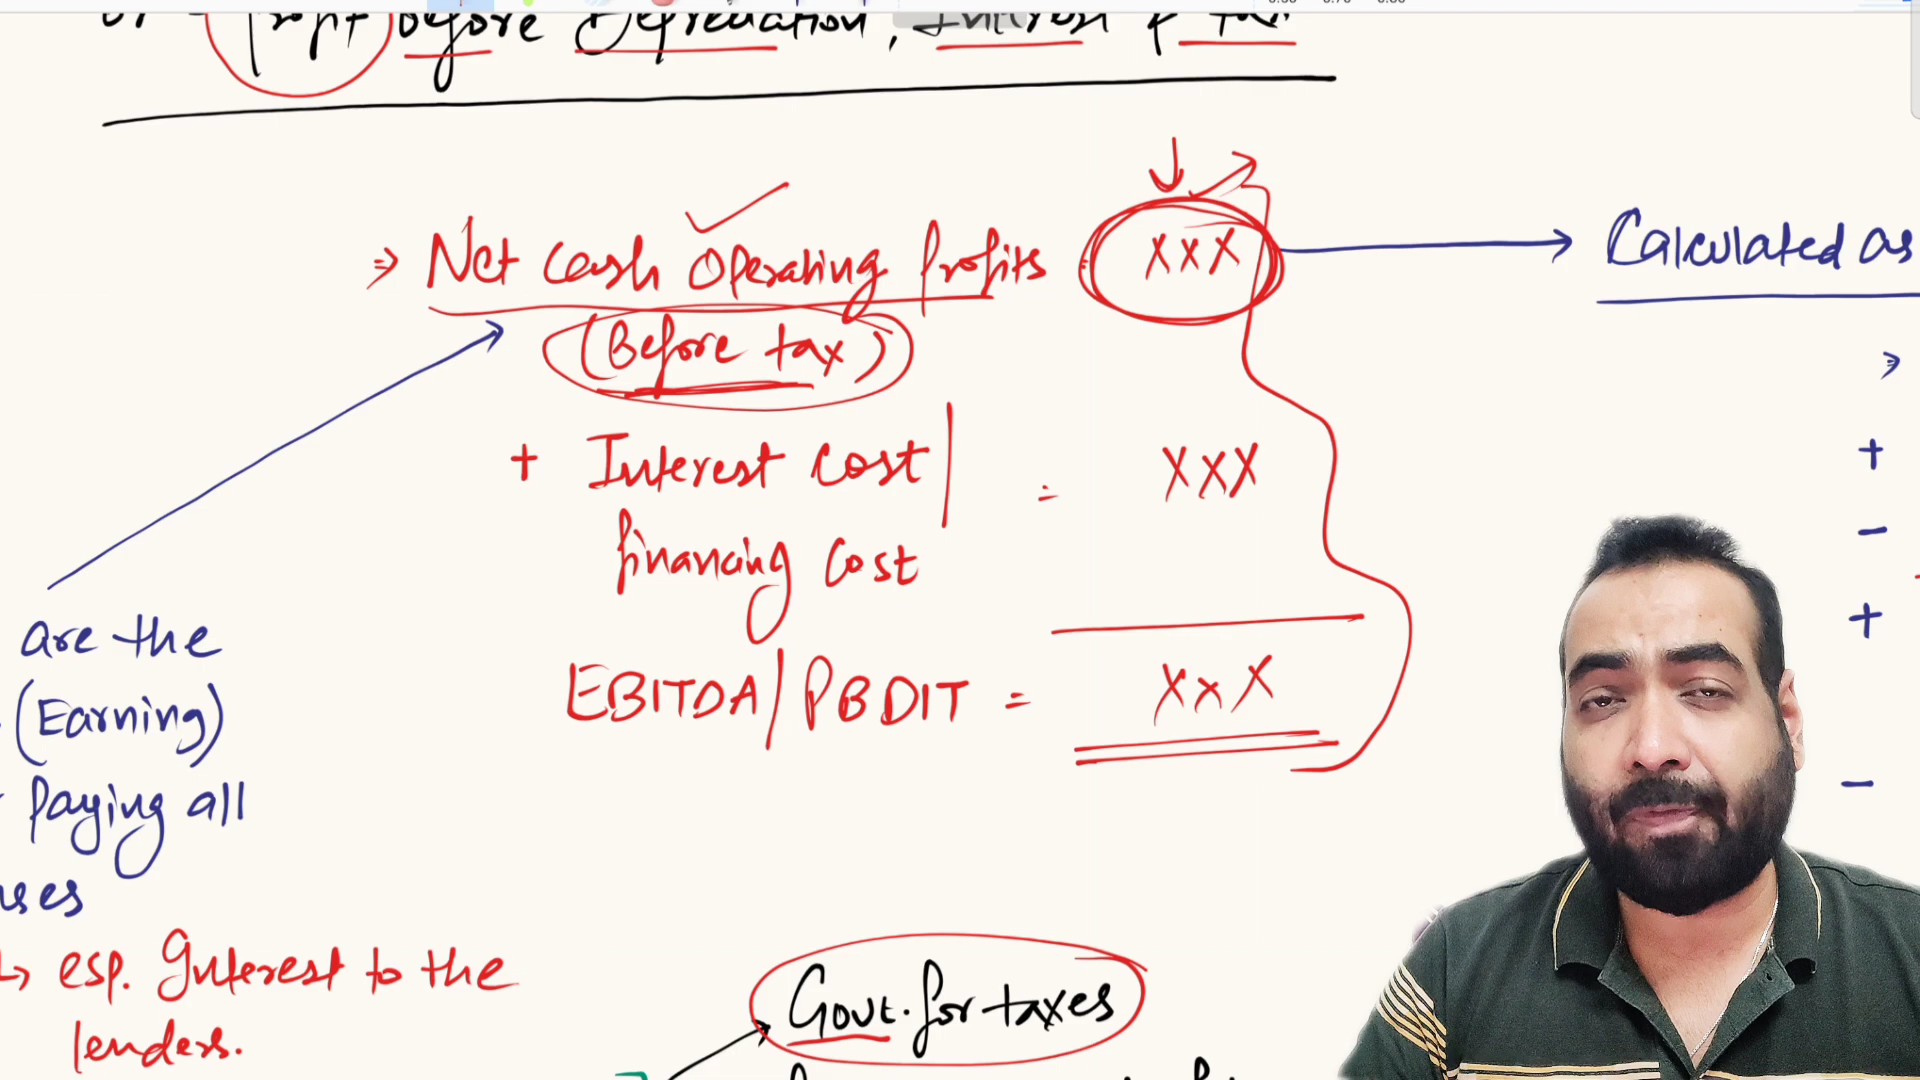 or Profit before Depreciation, Interest & tax
⇒ Net cash operating profits = XXX → Calculated as
(Before tax)
+ Interest cost | = XXX
financing cost
EBITDA/PBDIT = XXX
+
-
+
-
are the
(Earning)
Paying all
↳ esp. Interest to the
lenders.
Govt. for taxes